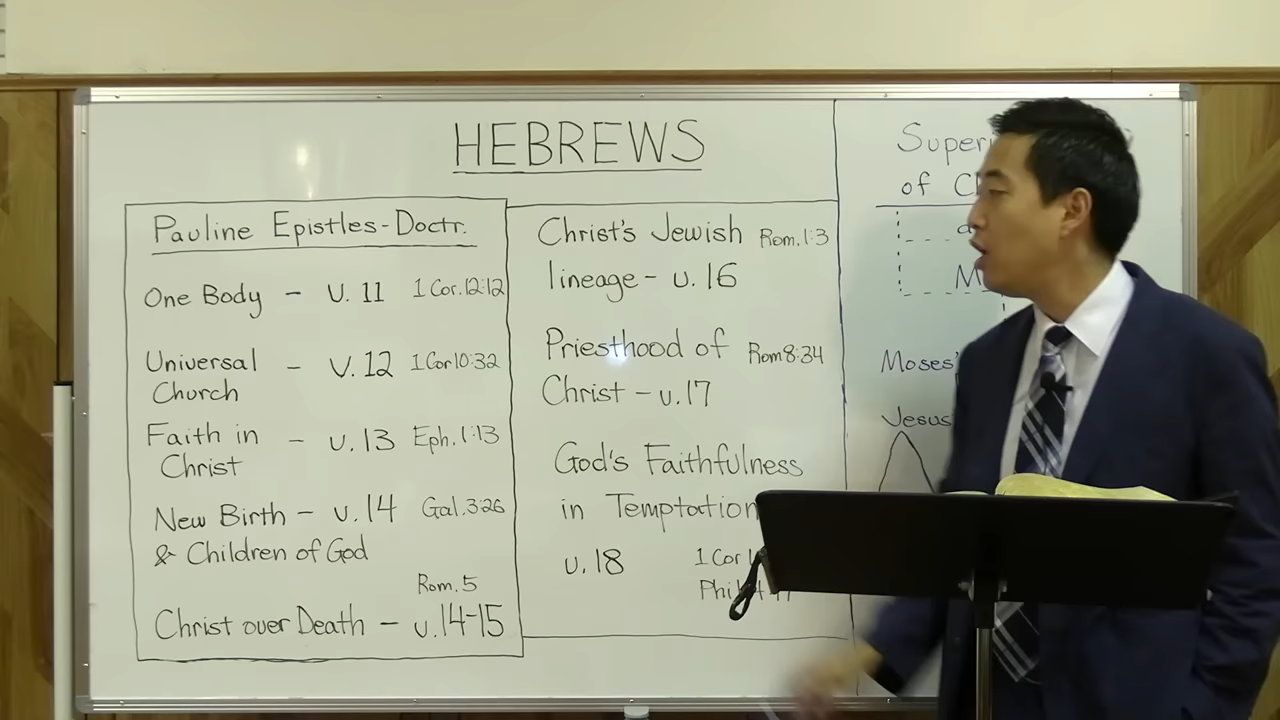 HEBREWS
Pauline Epistles-Doctr.
One Body - v. 11 1 Cor. 12:12
Universal - v. 12 1 Cor 10:32
Church
Faith in - v. 13 Eph. 1:13
Christ
New Birth - v. 14 Gal. 3:26
& Children of God
Rom. 5
Christ over Death - v. 14-15
Christ's Jewish Rom. 1:3
lineage - v. 16
Priesthood of Rom 8:34
Christ - v. 17
God's Faithfulness
in Temptation
v. 18 1 Cor
of
Moses'
Jesus